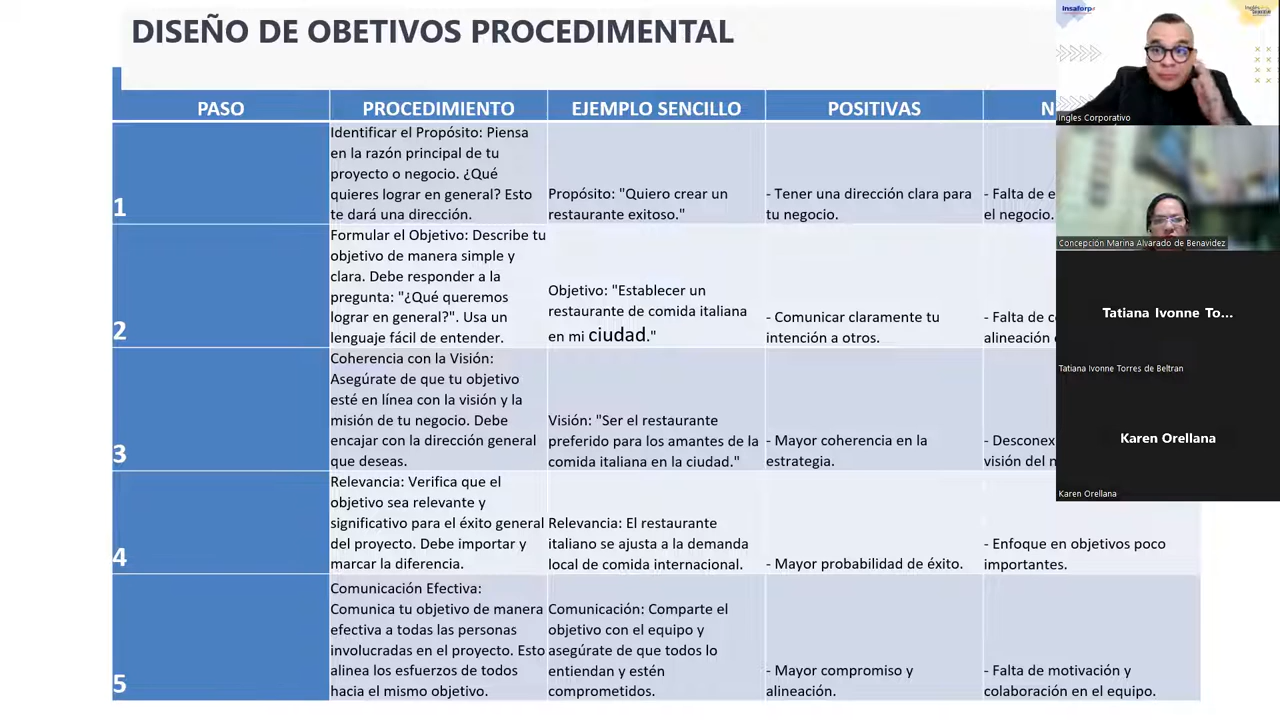 DISEÑO DE OBETIVOS PROCEDIMENTAL
PASO
PROCEDIMIENTO
EJEMPLO SENCILLO
POSITIVAS
1
Identificar el Propósito: Piensa
en la razón principal de tu
proyecto o negocio. ¿Qué
quieres lograr en general? Esto
te dará una dirección.
Propósito: "Quiero crear un
restaurante exitoso."
- Tener una dirección clara para
tu negocio.
- Falta de
el negocio.
2
Formular el Objetivo: Describe tu
objetivo de manera simple y
clara. Debe responder a la
pregunta: "¿Qué queremos
lograr en general?". Usa un
lenguaje fácil de entender.
Objetivo: "Establecer un
restaurante de comida italiana
en mi ciudad."
- Comunicar claramente tu
intención a otros.
- Falta de
alineación
3
Coherencia con la Visión:
Asegúrate de que tu objetivo
esté en línea con la visión y la
misión de tu negocio. Debe
encajar con la dirección general
que deseas.
Visión: "Ser el restaurante
preferido para los amantes de la
comida italiana en la ciudad."
- Mayor coherencia en la
estrategia.
- Desconex
visión del
4
Relevancia: Verifica que el
objetivo sea relevante y
significativo para el éxito general
del proyecto. Debe importar y
marcar la diferencia.
Relevancia: El restaurante
italiano se ajusta a la demanda
local de comida internacional.
- Mayor probabilidad de éxito.
- Enfoque en objetivos poco
importantes.
5
Comunicación Efectiva:
Comunica tu objetivo de manera
efectiva a todas las personas
involucradas en el proyecto. Esto
alinea los esfuerzos de todos
hacia el mismo objetivo.
Comunicación: Comparte el
objetivo con el equipo y
asegúrate de que todos lo
entiendan y estén
comprometidos.
- Mayor compromiso y
alineación.
- Falta de motivación y
colaboración en el equipo.
insaforp
Ingles Corporativo
Concepción Marina Alvarado de Benavidez
Tatiana Ivonne To...
Tatiana Ivonne Torres de Beltran
Karen Orellana
Karen Orellana